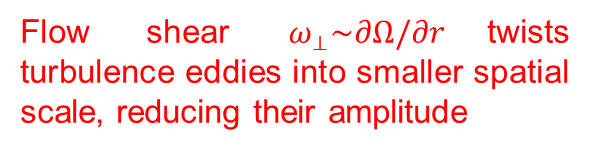 Flow shear 𝜔⊥~𝜕Ω/𝜕𝑟 twists
turbulence eddies into smaller spatial
scale, reducing their amplitude